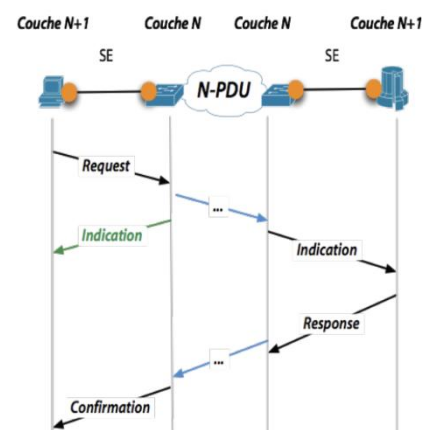 Couche N+1 Couche N Couche N Couche N+1
SE SE
N-PDU
Request
...
Indication
Indication
Response
...
Confirmation